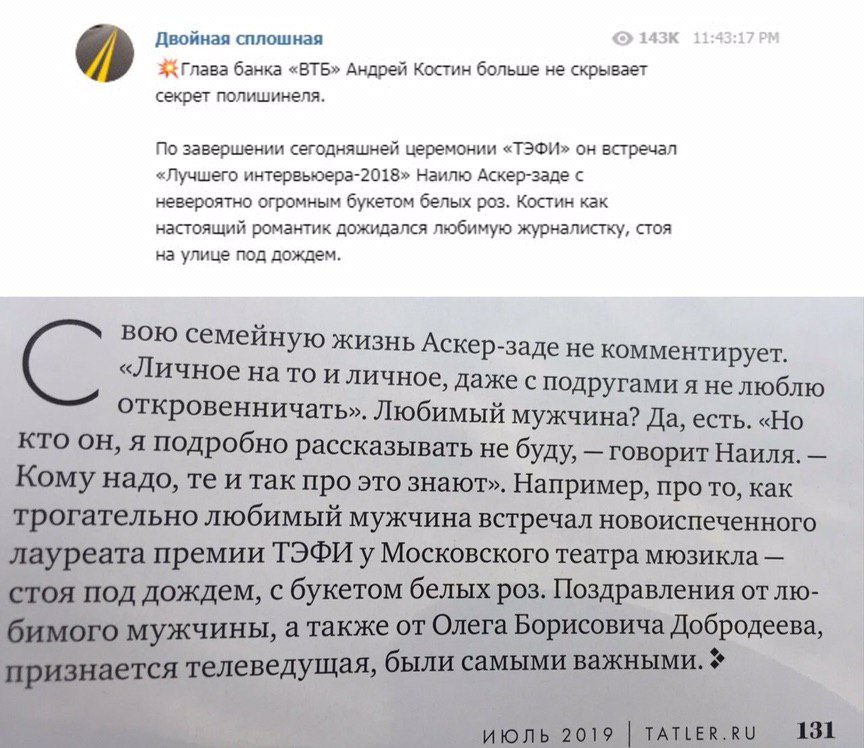 Двойная сплошная
143K 11:43:17 PM
💥Глава банка «ВТБ» Андрей Костин больше не скрывает
секрет полишинеля.
По завершении сегодняшней церемонии «ТЭФИ» он встречал
«Лучшего интервьюера-2018» Наилю Аскер-заде с
невероятно огромным букетом белых роз. Костин как
настоящий романтик дожидался любимую журналистку, стоя
на улице под дождем.
Свою семейную жизнь Аскер-заде не комментирует.
«Личное на то и личное, даже с подругами я не люблю
откровенничать». Любимый мужчина? Да, есть. «Но
кто он, я подробно рассказывать не буду, — говорит Наиля. —
Кому надо, те и так про это знают». Например, про то, как
трогательно любимый мужчина встречал новоиспеченного
лауреата премии ТЭФИ у Московского театра мюзикла —
стоя под дождем, с букетом белых роз. Поздравления от лю-
бимого мужчины, а также от Олега Борисовича Добродеева,
признается телеведущая, были самыми важными.
ИЮЛЬ 2019 | TATLER.RU 131